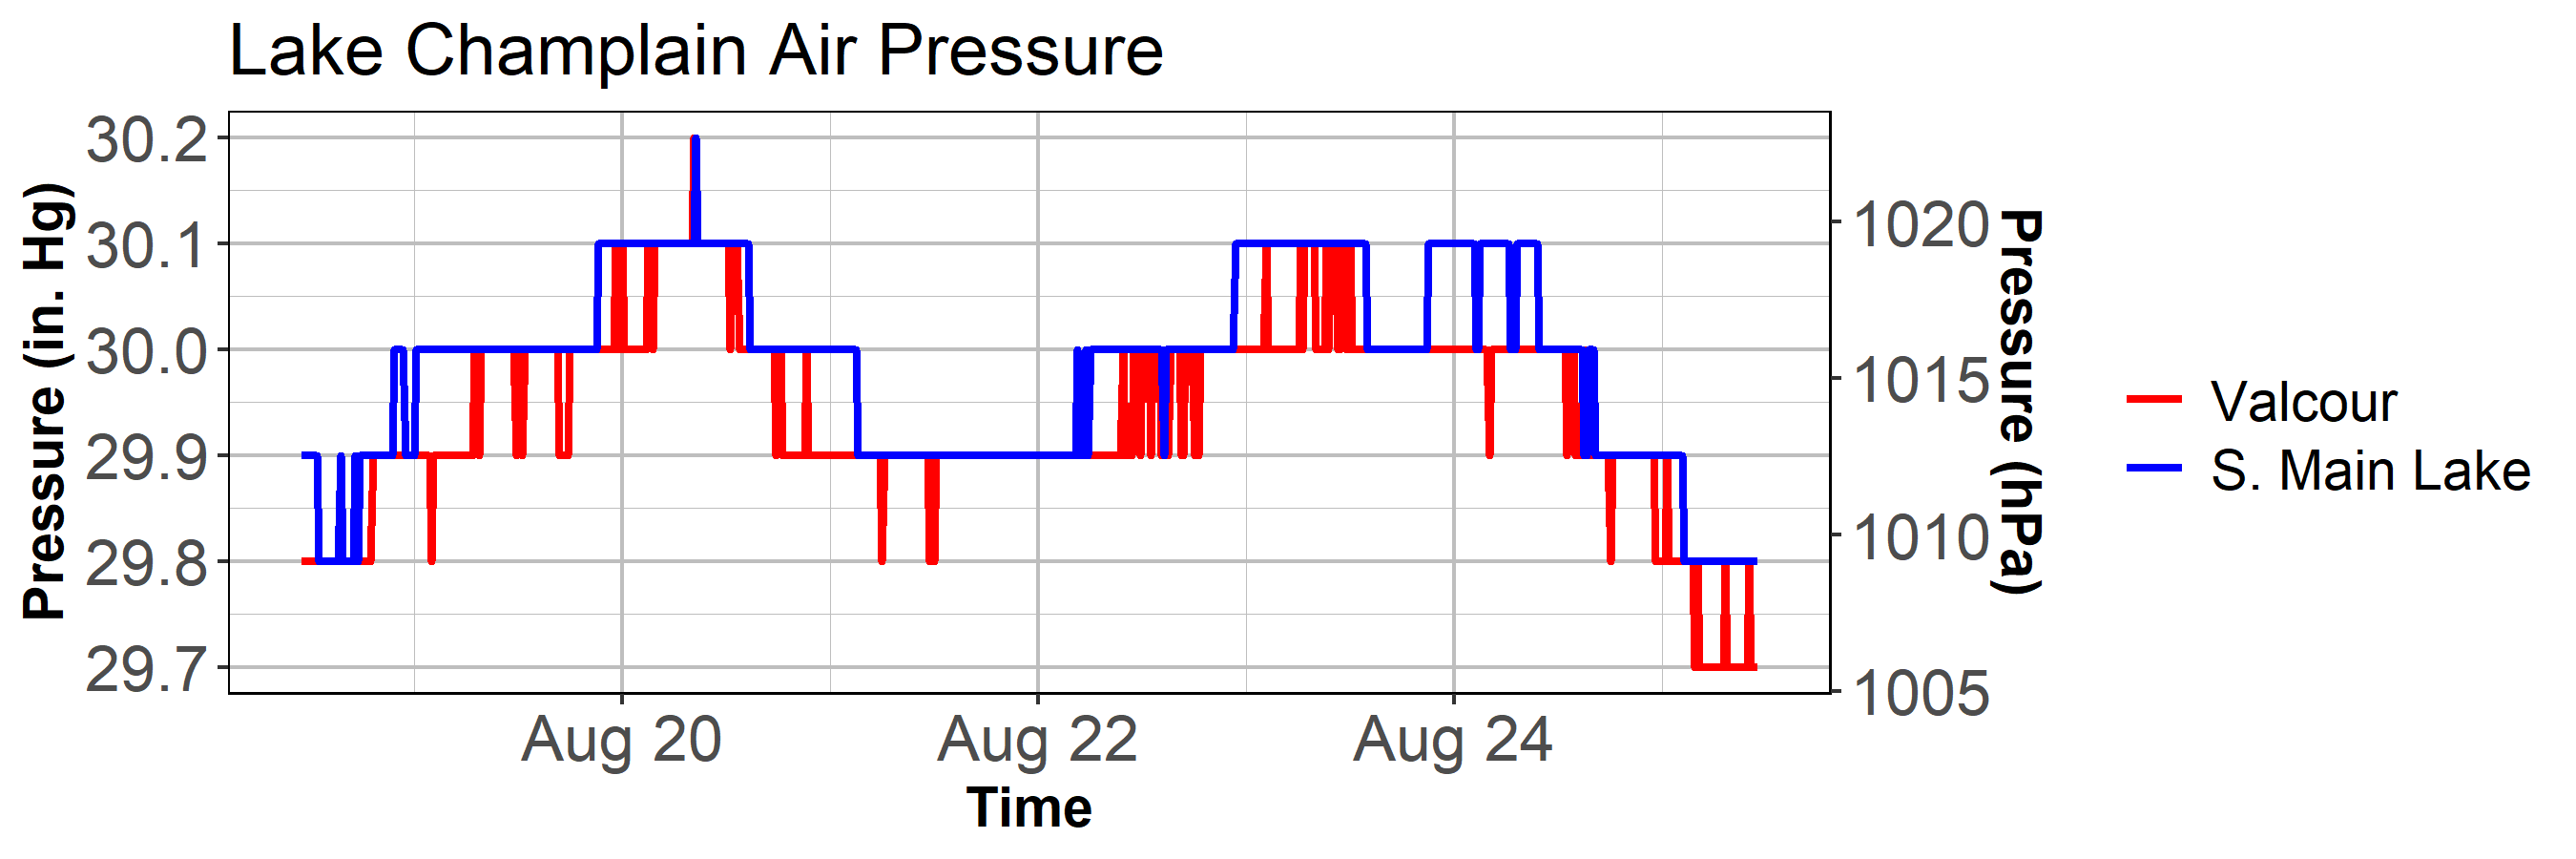 Lake Champlain Air Pressure
Pressure (in. Hg)
30.2
30.1
30.0
29.9
29.8
29.7
1020
1015
1010
1005
Pressure (hPa)
Aug 20
Aug 22
Aug 24
Time
Valcour
S. Main Lake